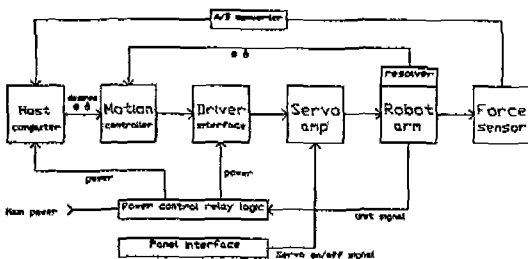 A/D converter
θ θ̇
resolver
Host
computer
desired
θ θ̇
Motion
controller
Driver
interface
Servo
amp
Robot
arm
Force
sensor
power
power
Main power
Power control relay logic
Limit signal
Panel interface
Servo on/off signal